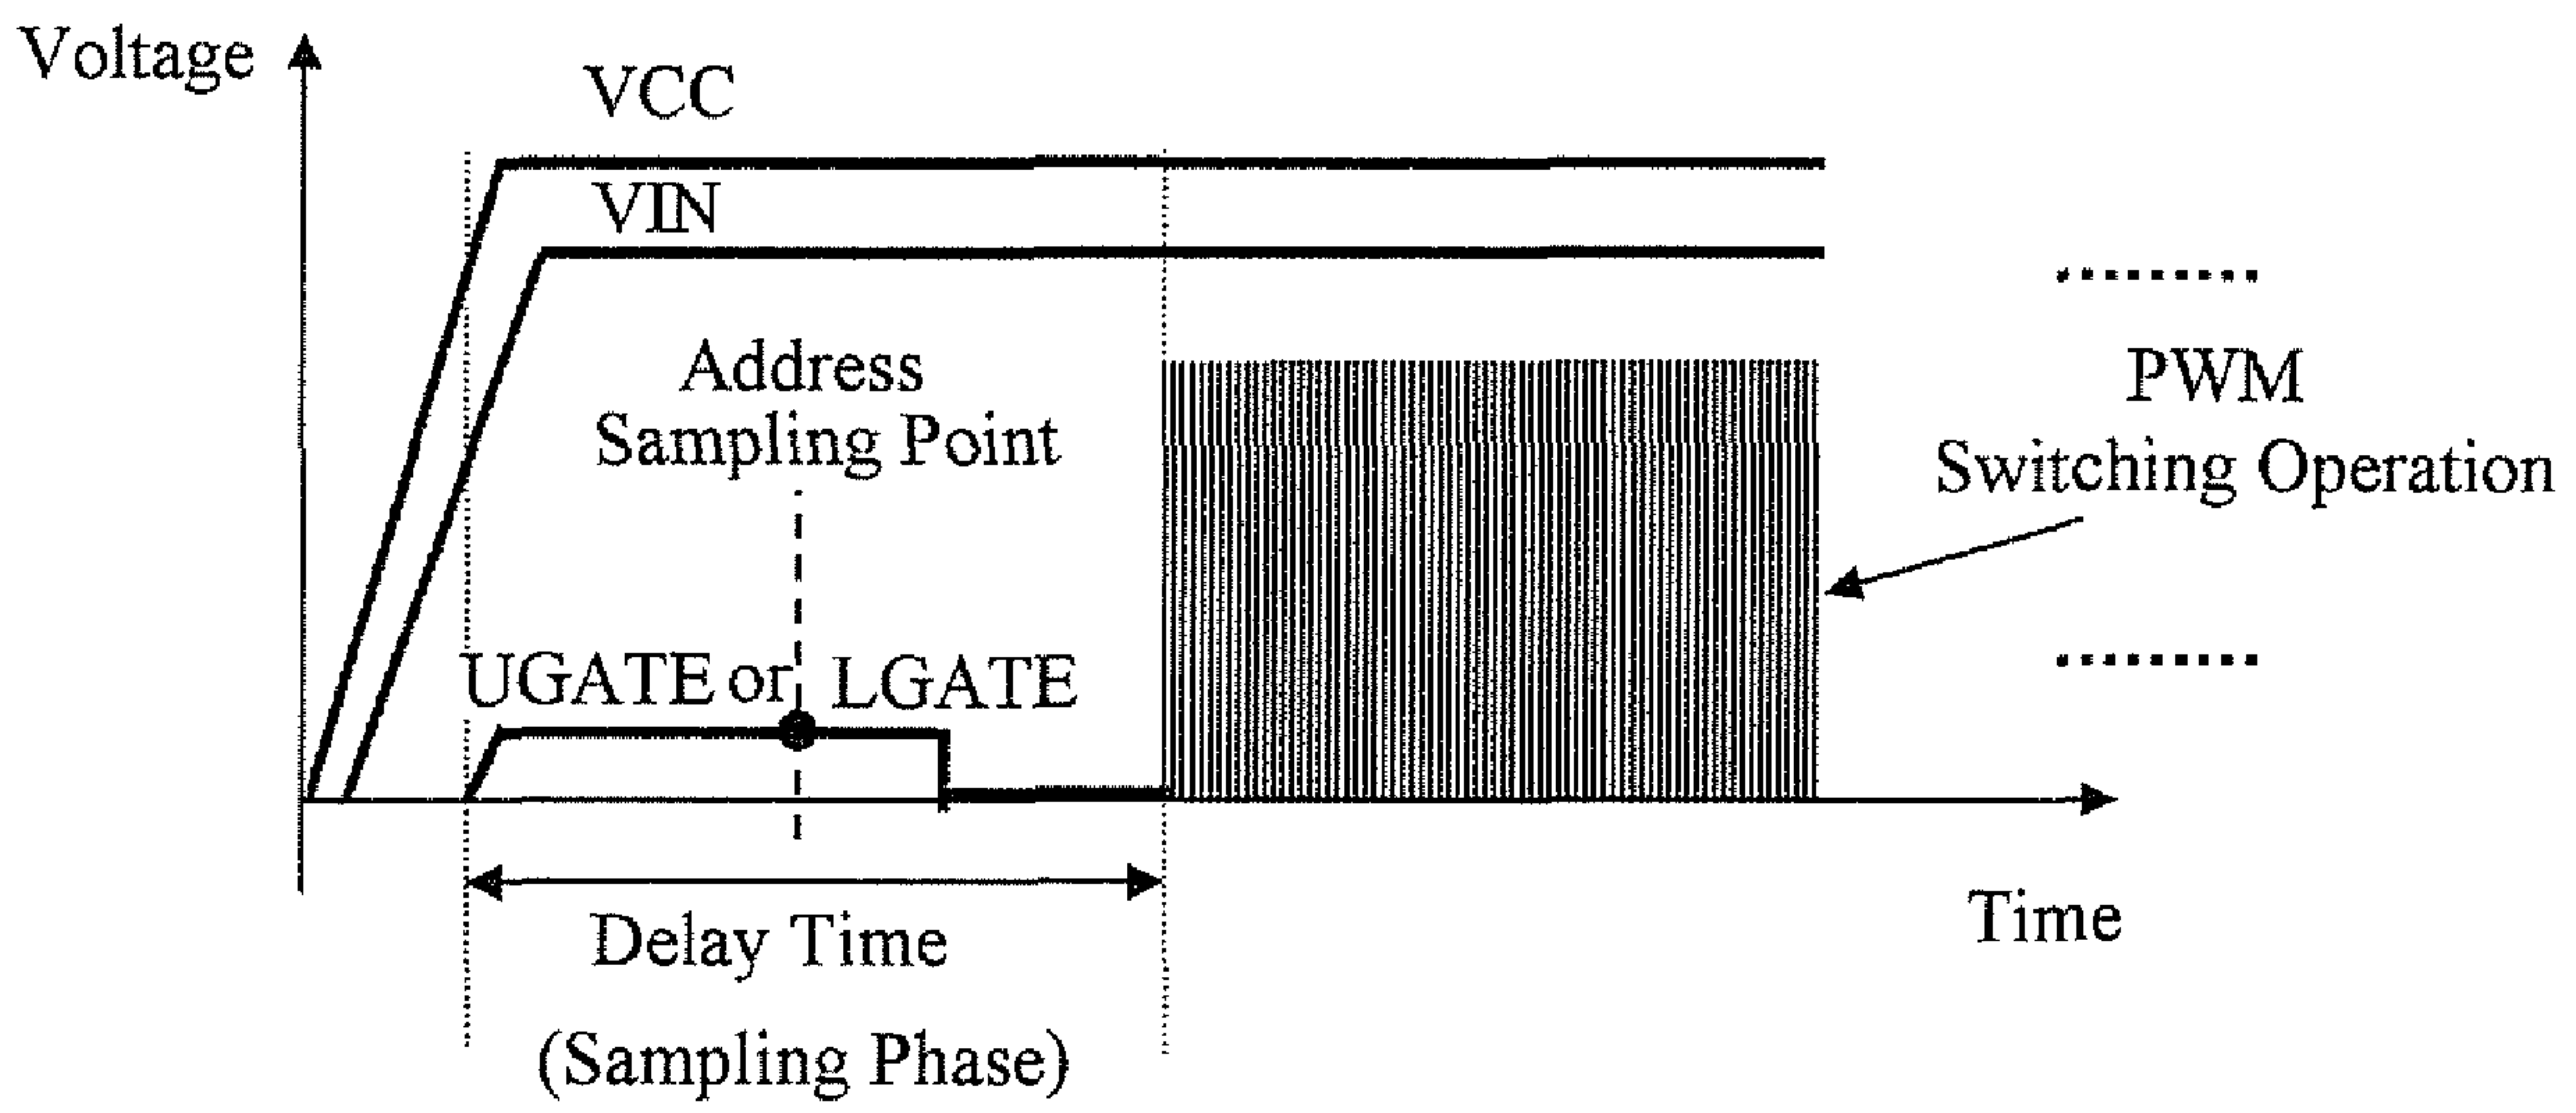 Voltage
VCC
VIN
Address
Sampling Point
PWM
Switching Operation
UGATE or LGATE
Time
Delay Time
(Sampling Phase)